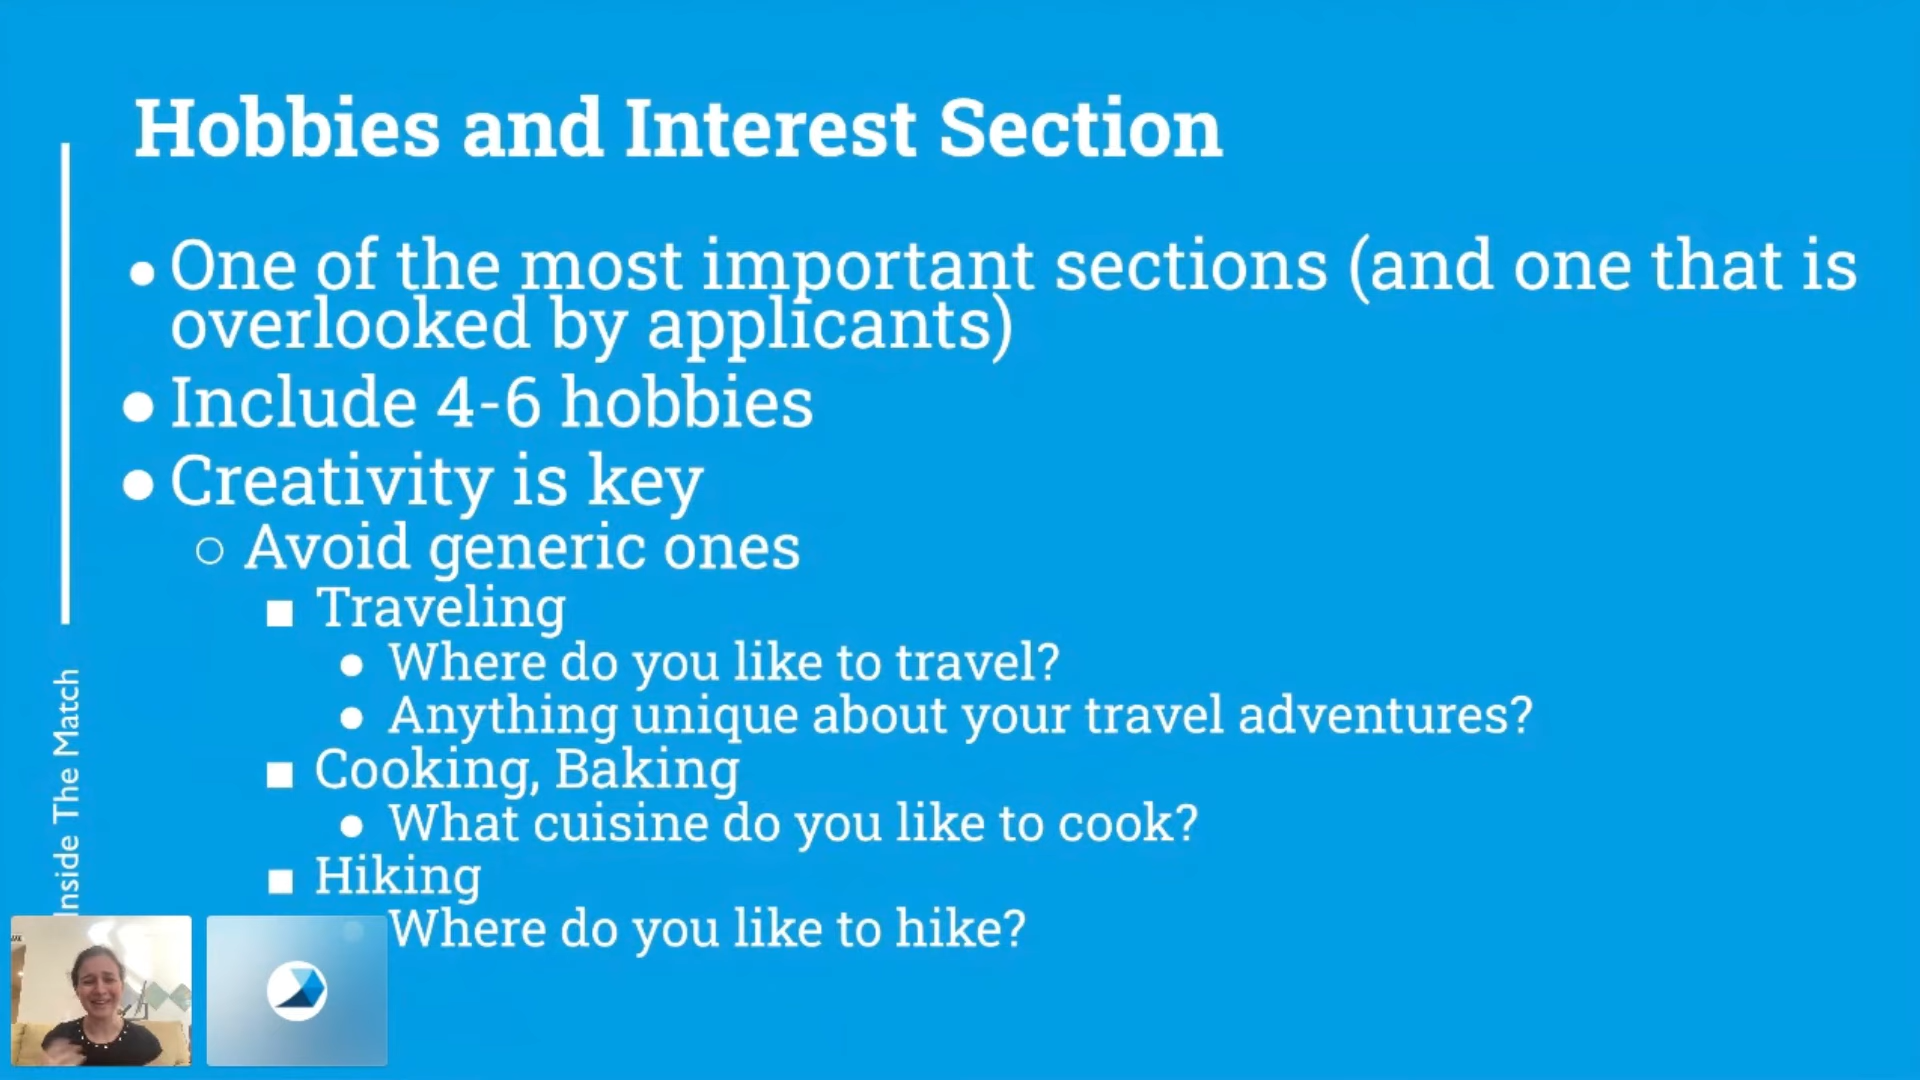 Hobbies and Interest Section
● One of the most important sections (and one that is
overlooked by applicants)
● Include 4-6 hobbies
● Creativity is key
○ Avoid generic ones
■ Traveling
● Where do you like to travel?
● Anything unique about your travel adventures?
■ Cooking, Baking
● What cuisine do you like to cook?
■ Hiking
Where do you like to hike?
Inside The Match